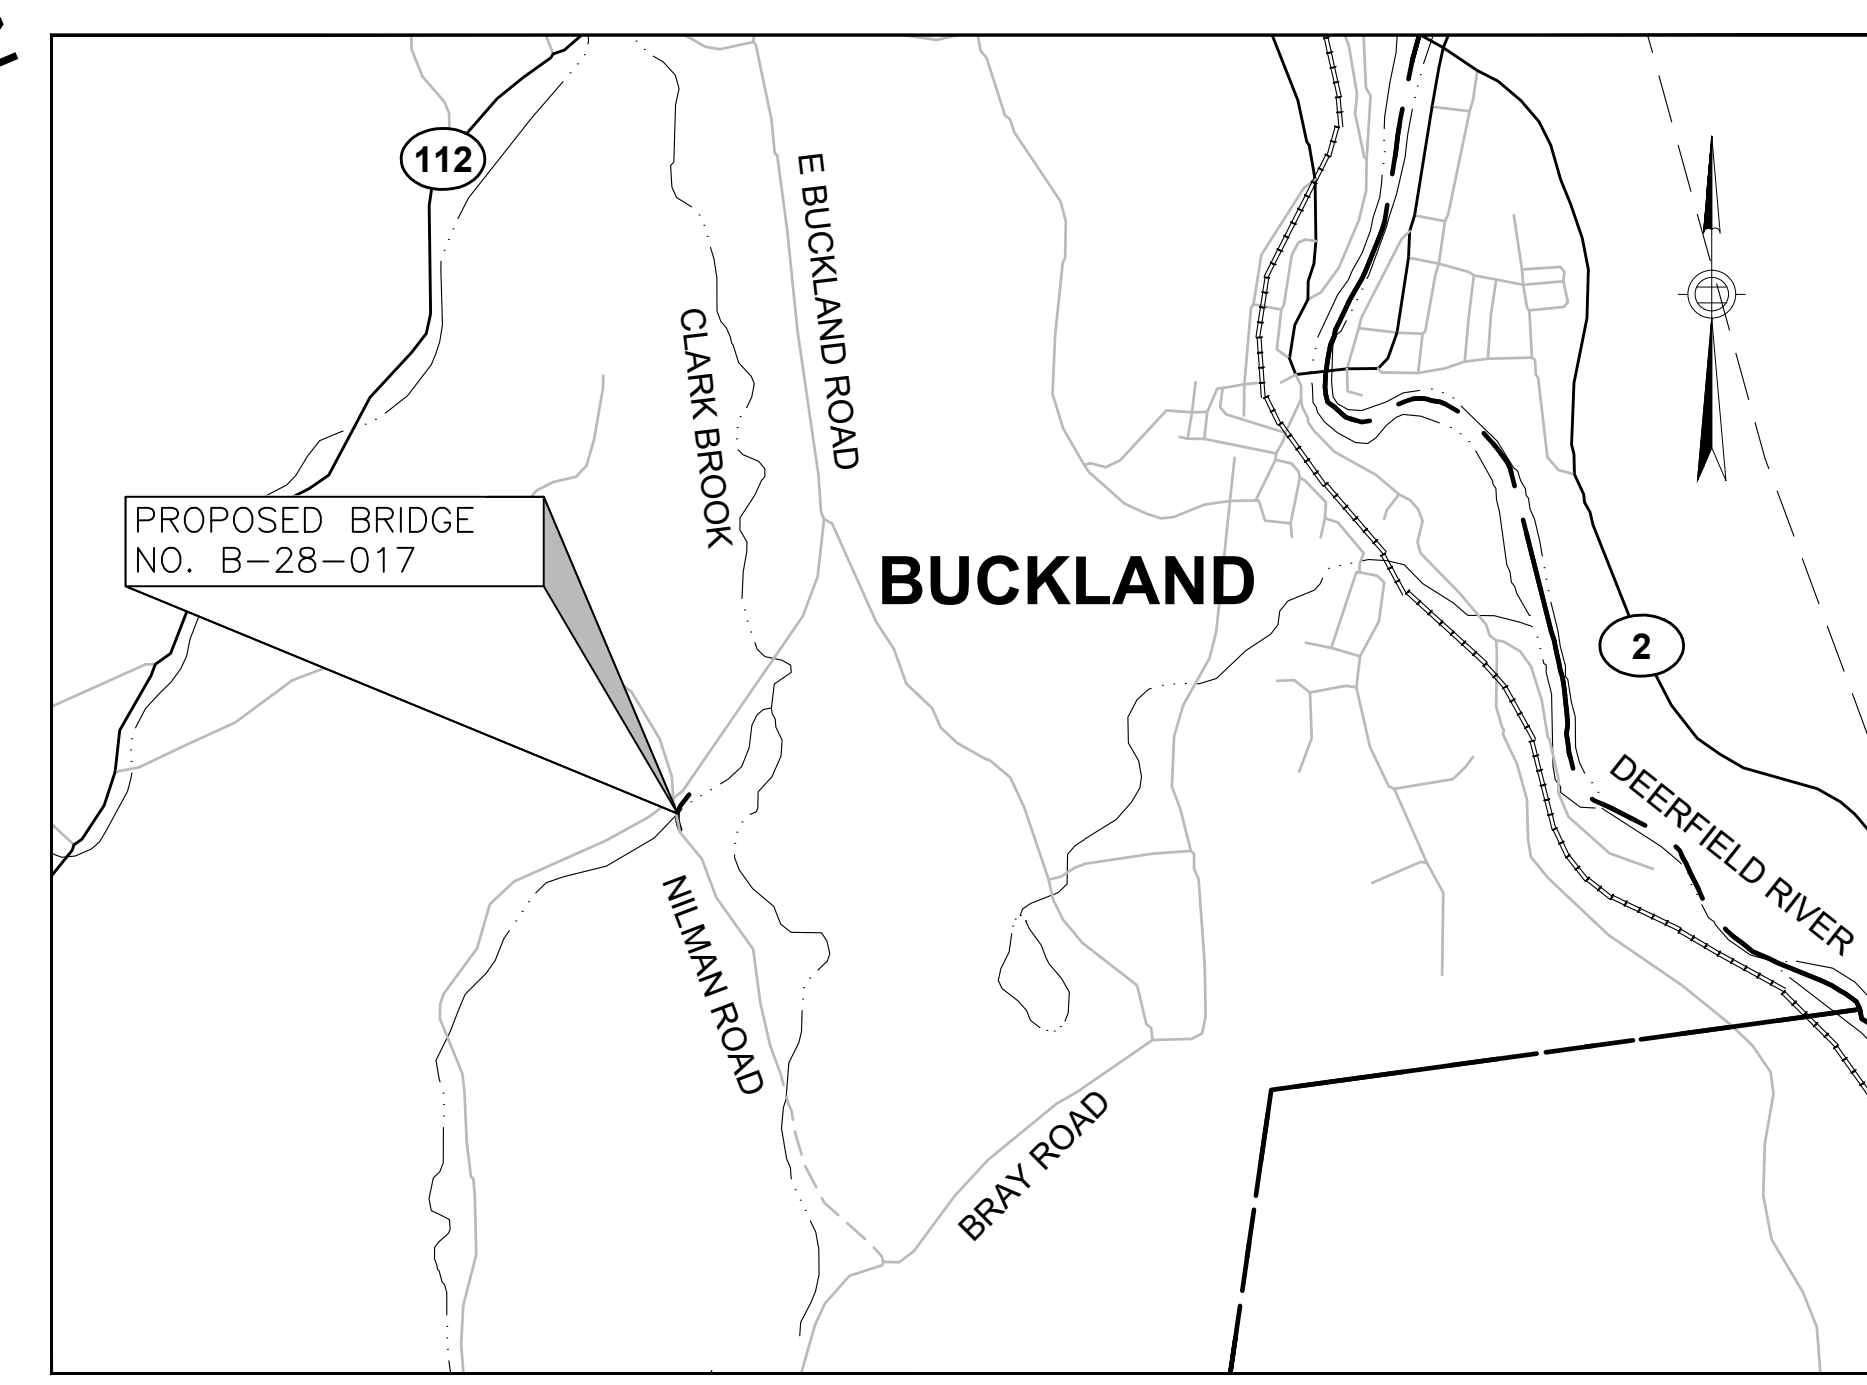 112
E BUCKLAND ROAD
CLARK BROOK
PROPOSED BRIDGE
NO. B-28-017
BUCKLAND
2
DEERFIELD RIVER
NILMAN ROAD
BRAY ROAD